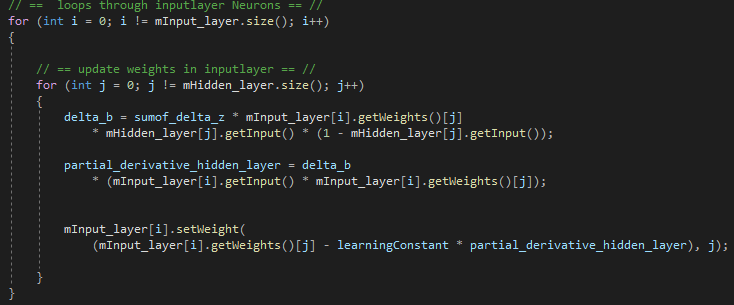 // ==  loops through inputlayer Neurons == //
for (int i = 0; i != mInput_layer.size(); i++)
{
// == update weights in inputlayer == //
for (int j = 0; j != mHidden_layer.size(); j++)
{
delta_b = sumof_delta_z * mInput_layer[i].getWeights()[j]
* mHidden_layer[j].getInput() * (1 - mHidden_layer[j].getInput());
partial_derivative_hidden_layer = delta_b
* (mInput_layer[i].getInput() * mInput_layer[i].getWeights()[j]);
mInput_layer[i].setWeight(
(mInput_layer[i].getWeights()[j] - learningConstant * partial_derivative_hidden_layer), j);
}
}